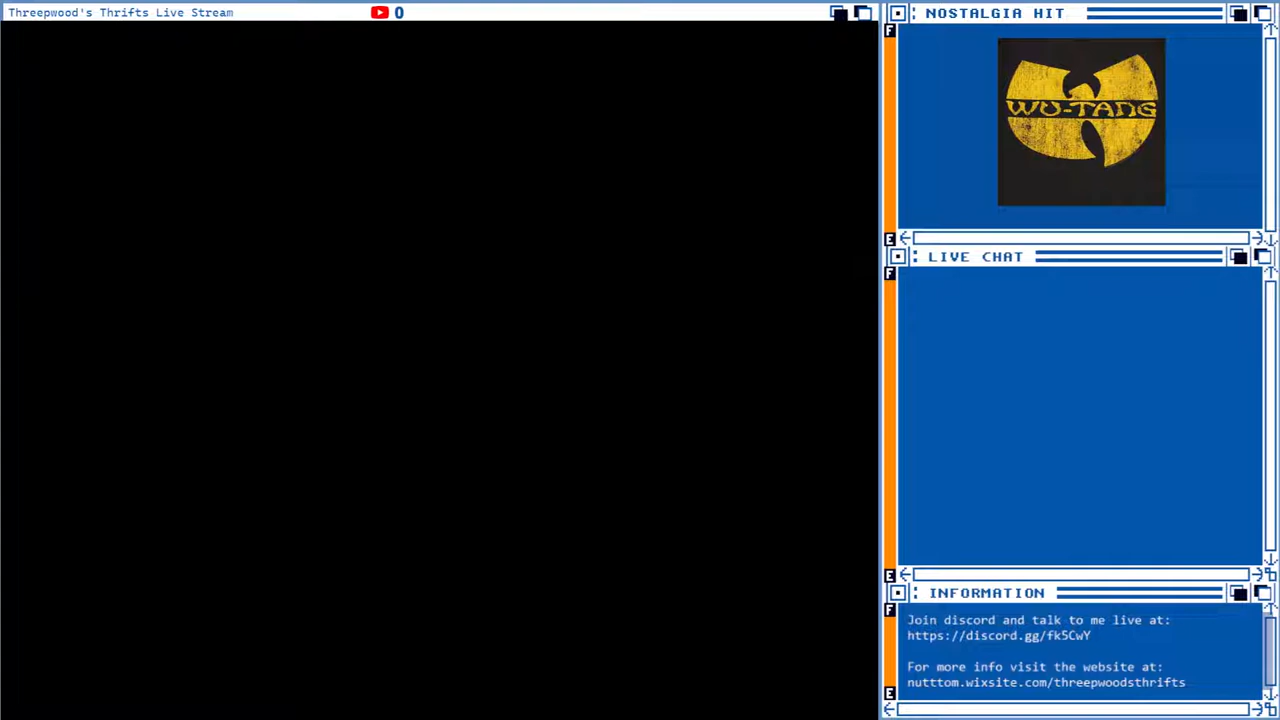 Threepwood's Thrifts Live Stream
0
: NOSTALGIA HIT
F
WU-TANG
E
: LIVE CHAT
F
E
: INFORMATION
F
Join discord and talk to me live at:
https://discord.gg/fk5CwY
For more info visit the website at:
nutttom.wixsite.com/threepwoodsthrifts
E